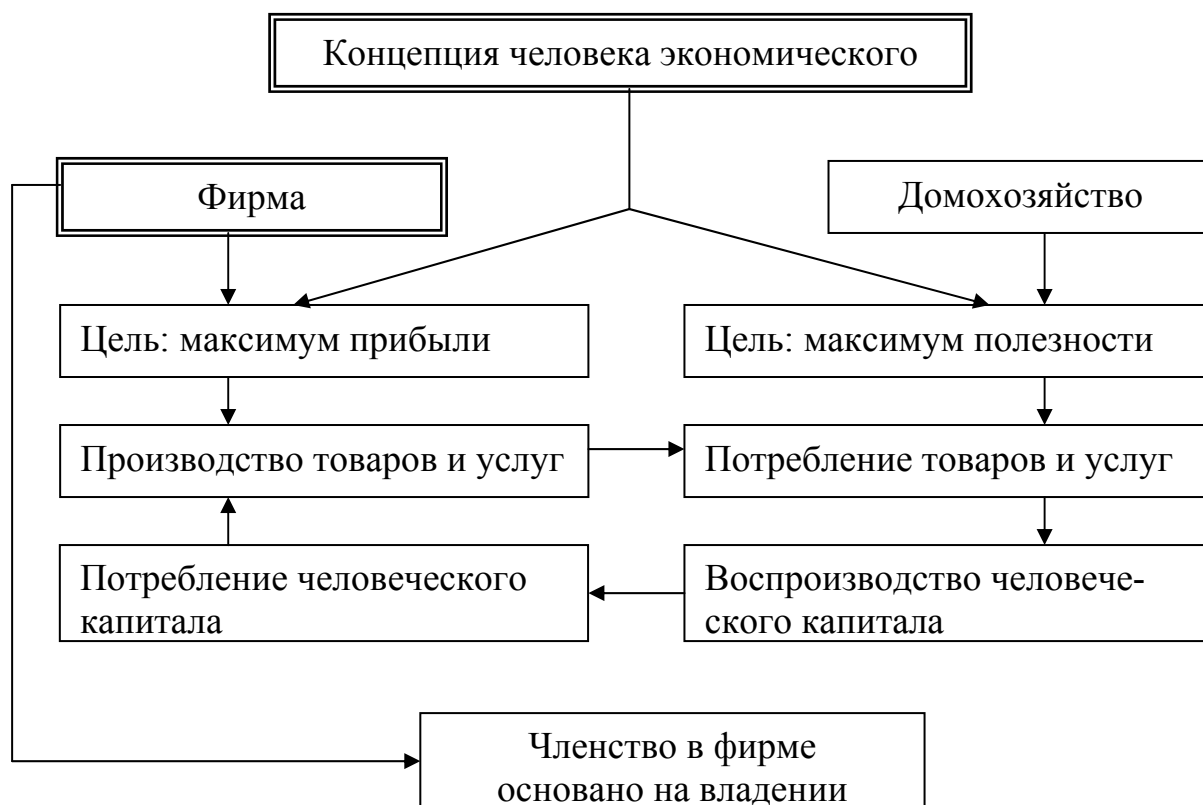 Концепция человека экономического
Фирма
Домохозяйство
Цель: максимум прибыли
Цель: максимум полезности
Производство товаров и услуг
Потребление товаров и услуг
Потребление человеческого
капитала
Воспроизводство человече-
ского капитала
Членство в фирме
основано на владении